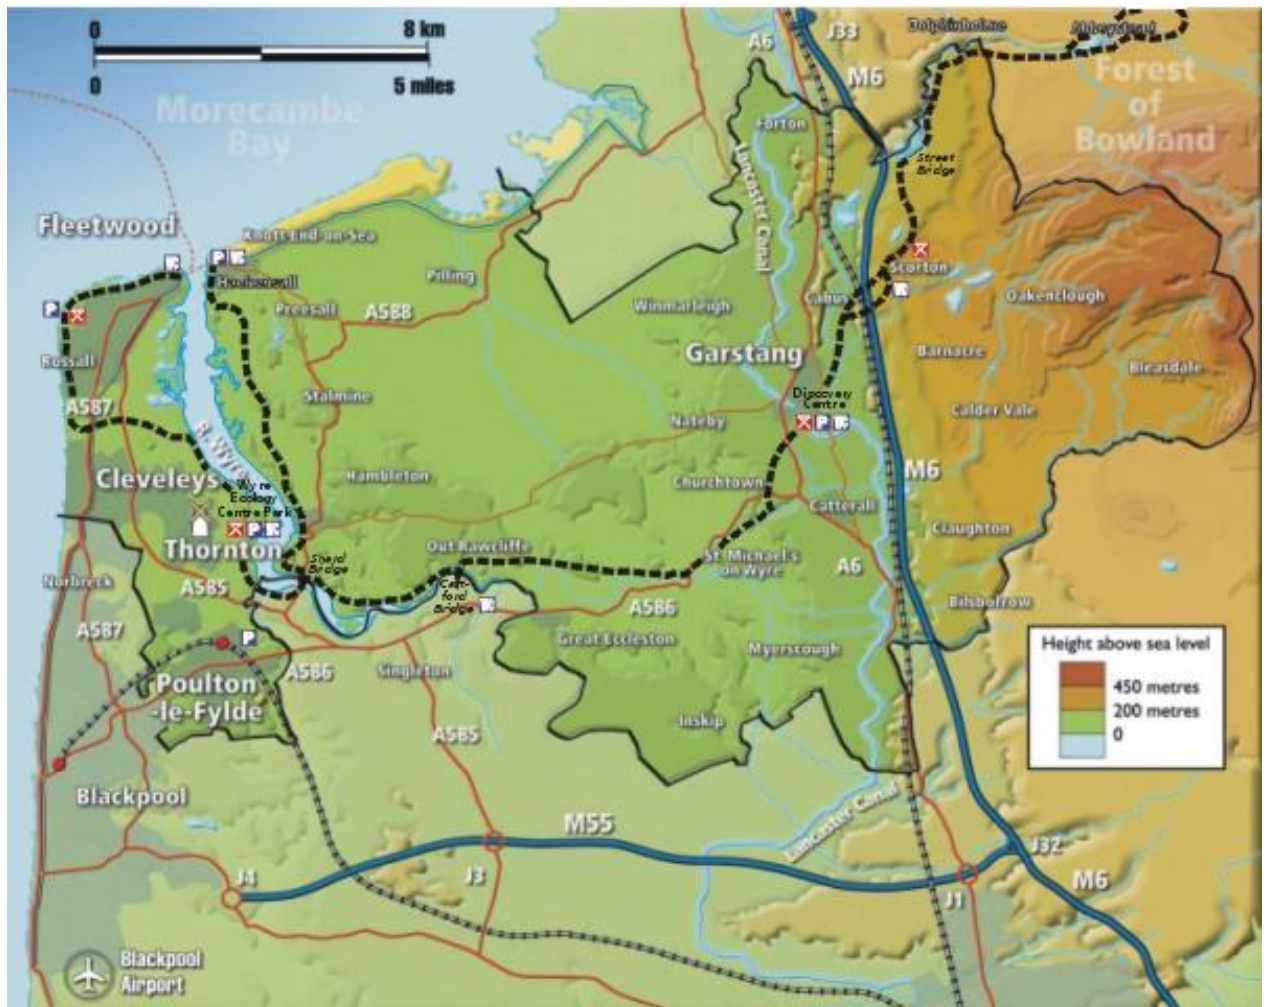 0
8 km
0
5 miles
Morecambe
Bay
A6
J33
M6
Dolphinholme
Abbeystead
Forest
of
Bowland
Forton
Lancaster Canal
Street
Bridge
Fleetwood
Knott-End-on-Sea
Hackensall
Preesall
A588
Pilling
Winmarleigh
Cabus
Scorton
Oakenclough
Rossall
A587
Stalmine
Garstang
Barnacre
Bleasdale
Discovery
Centre
Nateby
Calder Vale
R. Wyre
Cleveleys
Wyre
Ecology
Centre Park
Hambleton
Churchtown
Catterall
M6
Claughton
Thornton
Out Rawcliffe
St. Michael's
on Wyre
Norbreck
A585
Shard
Bridge
Cart-
ford
Bridge
A586
A6
Bilsborrow
A587
A586
Singleton
Great Eccleston
Myerscough
Height above sea level
450 metres
200 metres
0
Poulton
-le-Fylde
A585
Inskip
Blackpool
M55
Lancaster Canal
J4
J3
J1
J32
M6
Blackpool
Airport
P
P
P
P
P